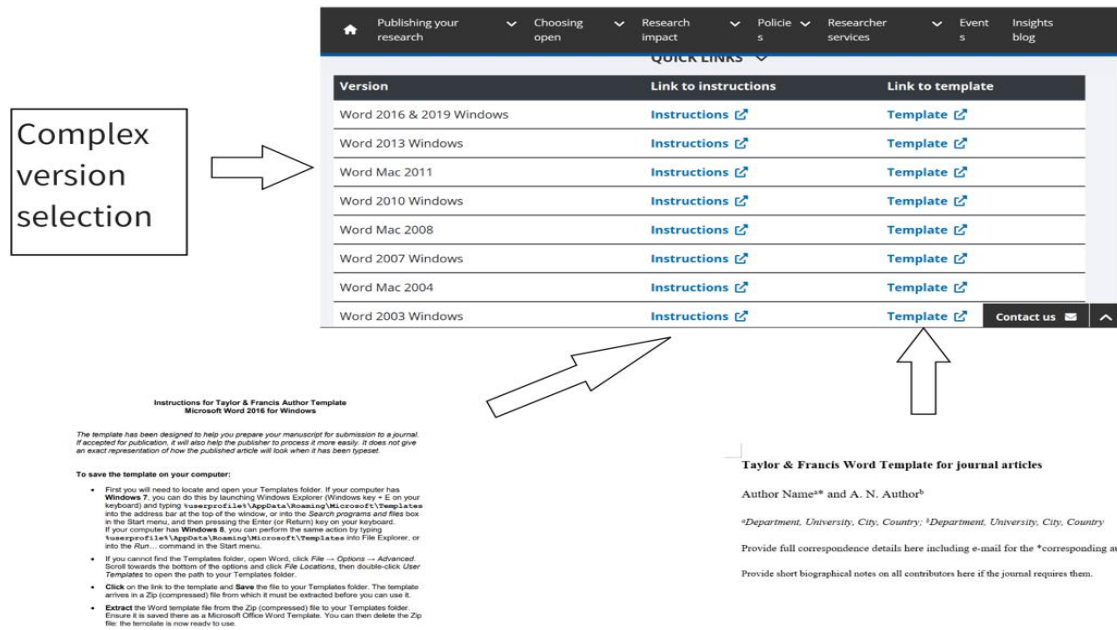 Publishing your research
Choosing open
Research impact
Policies
Researcher services
Events
Insights blog
QUICK LINKS
Version Link to instructions Link to template
Word 2016 & 2019 Windows Instructions Template
Word 2013 Windows Instructions Template
Word Mac 2011 Instructions Template
Word 2010 Windows Instructions Template
Word Mac 2008 Instructions Template
Word 2007 Windows Instructions Template
Word Mac 2004 Instructions Template
Word 2003 Windows Instructions Template
Contact us
Complex
version
selection
Instructions for Taylor & Francis Author Template
Microsoft Word 2016 for Windows
The template has been designed to help you prepare your manuscript for submission to a journal.
If accepted for publication, it will also help the publisher to process it more easily. It does not give
an exact representation of how the published article will look when it has been typeset.
To save the template on your computer:
• First you will need to locate and open your Templates folder. If your computer has
Windows 7, you can do this by launching Windows Explorer (Windows key + E on your
keyboard) and typing %userprofile%\AppData\Roaming\Microsoft\Templates
into the address bar at the top of the window, or into the Search programs and files box
in the Start menu, and then pressing the Enter (or Return) key on your keyboard.
If your computer has Windows 8, you can perform the same action by typing
%userprofile%\AppData\Roaming\Microsoft\Templates into File Explorer, or
into the Run… command in the Start menu.
• If you cannot find the Templates folder, open Word, click File → Options → Advanced.
Scroll towards the bottom of the options and click File Locations, then double-click User
Templates to open the path to your Templates folder.
• Click on the link to the template and Save the file to your Templates folder. The template
arrives in a Zip (compressed) file from which it must be extracted before you can use it.
• Extract the Word template file from the Zip (compressed) file to your Templates folder.
Ensure it is saved there as a Microsoft Office Word Template. You can then delete the Zip
file: the template is now ready to use.
Taylor & Francis Word Template for journal articles
Author Nameᵃ* and A. N. Authorᵇ
ᵃDepartment, University, City, Country; ᵇDepartment, University, City, Country
Provide full correspondence details here including e-mail for the *corresponding au
Provide short biographical notes on all contributors here if the journal requires them.